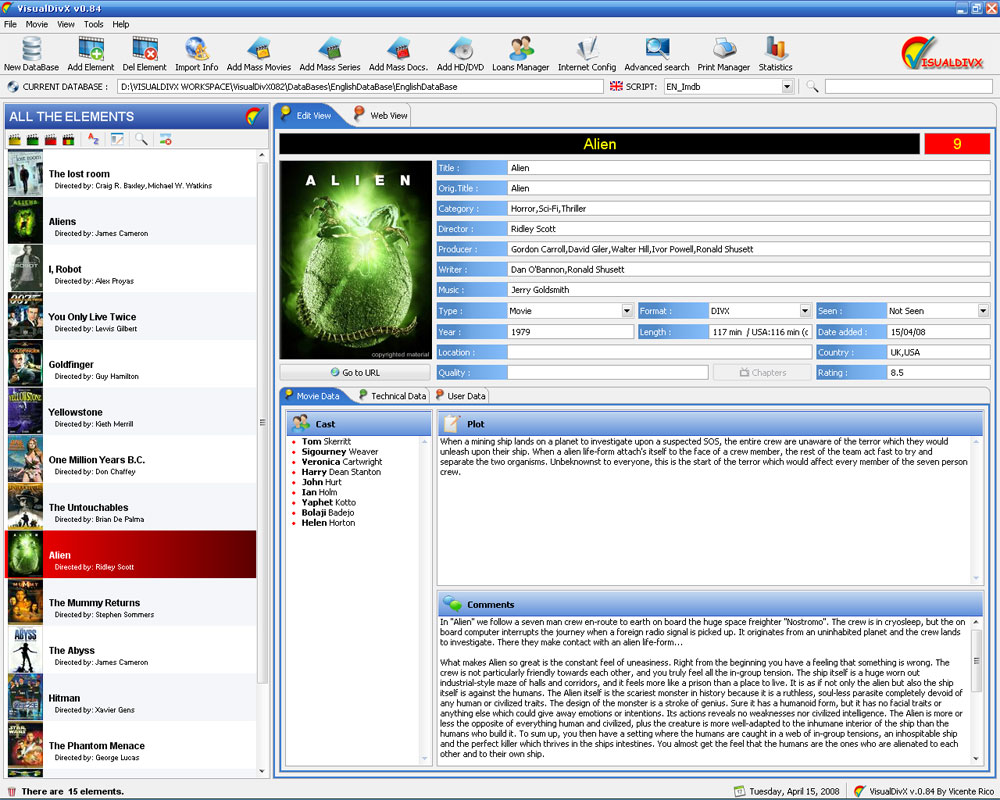 VisualDivX v0.84
File Movie View Tools Help
New DataBase Add Element Del Element Import Info Add Mass Movies Add Mass Series Add Mass Docs. Add HD/DVD Loans Manager Internet Config Advanced search Print Manager Statistics
VISUALDIVX
CURRENT DATABASE : D:\VISUALDIVX WORKSPACE\VisualDivX082\DataBases\EnglishDataBase\EnglishDataBase SCRIPT: EN_Imdb
ALL THE ELEMENTS
The lost room
Directed by: Craig R. Baxley,Michael W. Watkins
Aliens
Directed by: James Cameron
I, Robot
Directed by: Alex Proyas
You Only Live Twice
Directed by: Lewis Gilbert
Goldfinger
Directed by: Guy Hamilton
Yellowstone
Directed by: Kieth Merrill
One Million Years B.C.
Directed by: Don Chaffey
The Untouchables
Directed by: Brian De Palma
Alien
Directed by: Ridley Scott
The Mummy Returns
Directed by: Stephen Sommers
The Abyss
Directed by: James Cameron
Hitman
Directed by: Xavier Gens
The Phantom Menace
Directed by: George Lucas
Edit View Web View
Alien 9
ALIEN
copyrighted material
Go to URL
Title : Alien
Orig.Title : Alien
Category : Horror,Sci-Fi,Thriller
Director : Ridley Scott
Producer : Gordon Carroll,David Giler,Walter Hill,Ivor Powell,Ronald Shusett
Writer : Dan O'Bannon,Ronald Shusett
Music : Jerry Goldsmith
Type : Movie Format : DIVX Seen : Not Seen
Year : 1979 Length : 117 min / USA:116 min (c Date added : 15/04/08
Location : Country : UK,USA
Quality : Chapters Rating : 8.5
Movie Data Technical Data User Data
Cast
Tom Skerritt
Sigourney Weaver
Veronica Cartwright
Harry Dean Stanton
John Hurt
Ian Holm
Yaphet Kotto
Bolaji Badejo
Helen Horton
Plot
When a mining ship lands on a planet to investigate upon a suspected SOS, the entire crew are unaware of the terror which they would
unleash upon their ship. When a alien life-form attach's itself to the face of a crew member, the rest of the team act fast to try and
separate the two organisms. Unbeknownst to everyone, this is the start of the terror which would affect every member of the seven person
crew.
Comments
In "Alien" we follow a seven man crew en-route to earth on board the huge space freighter "Nostromo". The crew is in cryosleep, but the on
board computer interrupts the journey when a foreign radio signal is picked up. It originates from an uninhabited planet and the crew lands
to investigate. There they make contact with an alien life-form...
What makes Alien so great is the constant feel of uneasiness. Right from the beginning you have a feeling that something is wrong. The
crew is not particularly friendly towards each other, and you truly feel all the in-group tension. The ship itself is a huge worn out
industrial-style maze of halls and corridors, and it feels more like a prison than a place to live. It is as if not only the alien but also the ship
itself is against the humans. The Alien itself is the scariest monster in history because it is a ruthless, soul-less parasite completely devoid of
any human or civilized traits. The design of the monster is a stroke of genius. Sure it has a humanoid form, but it has no facial traits or
anything else which could give away emotions or intentions. Its actions reveals no weaknesses nor civilized intelligence. The Alien is more or
less the opposite of everything human and civilized, plus the creature is more well-adapted to the inhumane interior of the ship than the
humans who build it. To sum up, you then have a setting where the humans are caught in a web of in-group tensions, an inhospitable ship
and the perfect killer which thrives in the ships intestines. You almost get the feel that the humans are the ones who are alienated to each
other and to their own ship.
There are 15 elements. Tuesday, April 15, 2008 VisualDivX v.0.84 By Vicente Rico